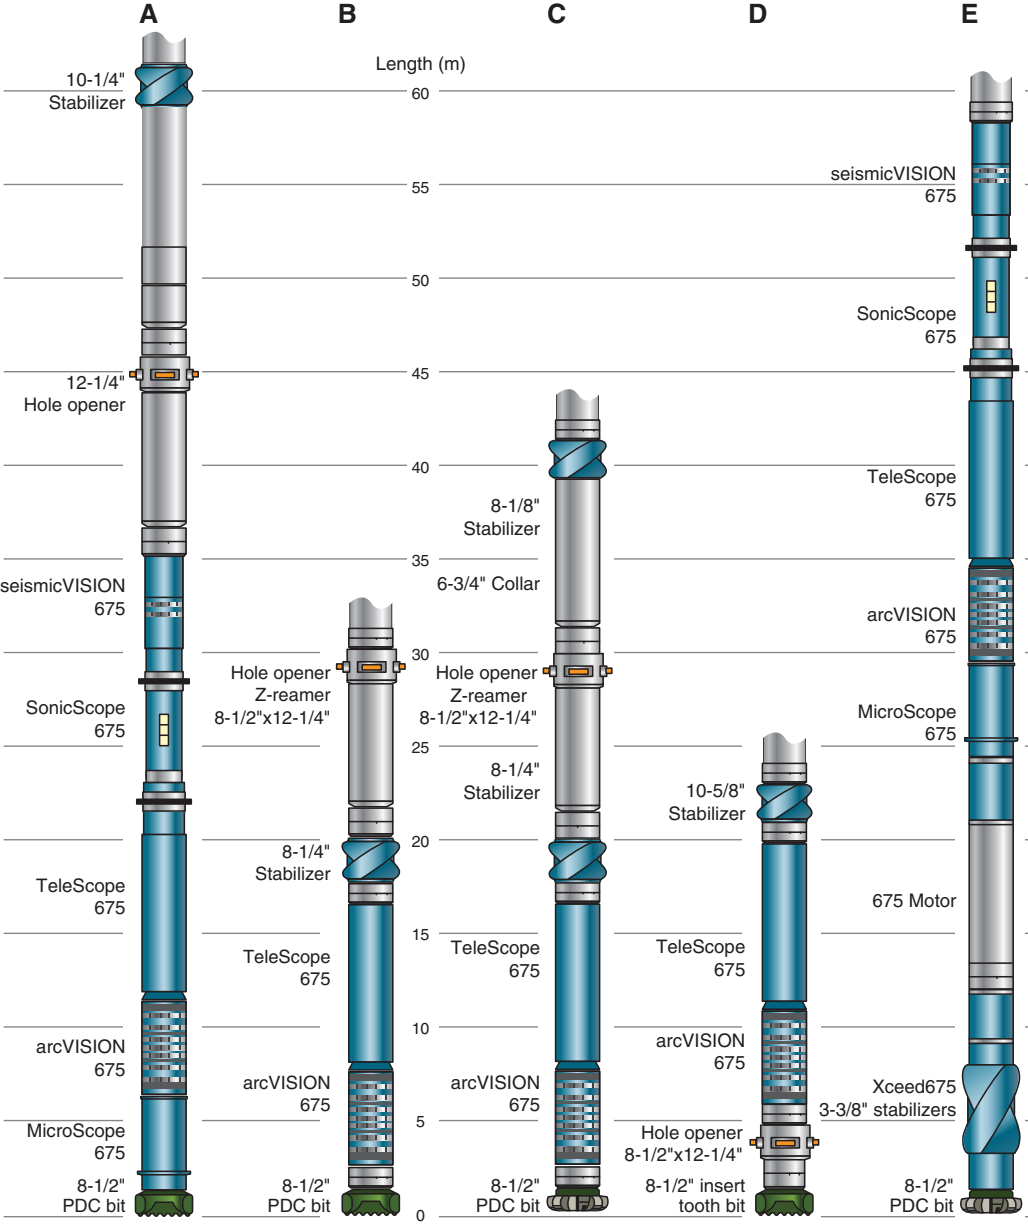 A
B
C
D
E
Length (m)
60
55
50
45
40
35
30
25
20
15
10
5
0
10-1/4"
Stabilizer
12-1/4"
Hole opener
seismicVISION
675
SonicScope
675
TeleScope
675
arcVISION
675
MicroScope
675
8-1/2"
PDC bit
Hole opener
Z-reamer
8-1/2"x12-1/4"
8-1/4"
Stabilizer
TeleScope
675
arcVISION
675
8-1/2"
PDC bit
8-1/8"
Stabilizer
6-3/4" Collar
Hole opener
Z-reamer
8-1/2"x12-1/4"
8-1/4"
Stabilizer
TeleScope
675
arcVISION
675
8-1/2"
PDC bit
10-5/8"
Stabilizer
TeleScope
675
arcVISION
675
Hole opener
8-1/2"x12-1/4"
8-1/2" insert
tooth bit
seismicVISION
675
SonicScope
675
TeleScope
675
arcVISION
675
MicroScope
675
675 Motor
Xceed675
3-3/8" stabilizers
8-1/2"
PDC bit